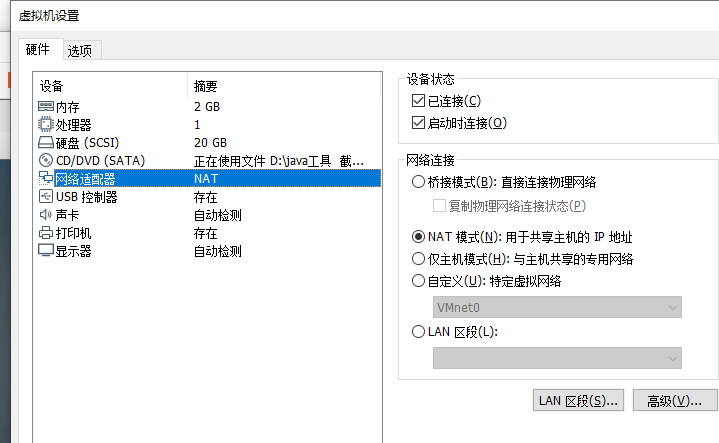 虚拟机设置
硬件 选项
设备 摘要
内存 2 GB
处理器 1
硬盘 (SCSI) 20 GB
CD/DVD (SATA) 正在使用文件 D:\java工具 截...
网络适配器 NAT
USB 控制器 存在
声卡 自动检测
打印机 存在
显示器 自动检测
设备状态
已连接(C)
启动时连接(O)
网络连接
桥接模式(B): 直接连接物理网络
复制物理网络连接状态(P)
NAT 模式(N): 用于共享主机的 IP 地址
仅主机模式(H): 与主机共享的专用网络
自定义(U): 特定虚拟网络
VMnet0
LAN 区段(L):
LAN 区段(S)... 高级(V)...